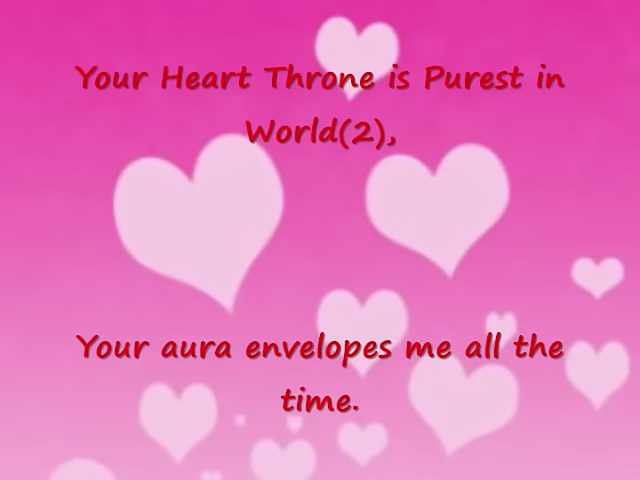 Your Heart Throne is Purest in
World(2),
Your aura envelopes me all the
time.